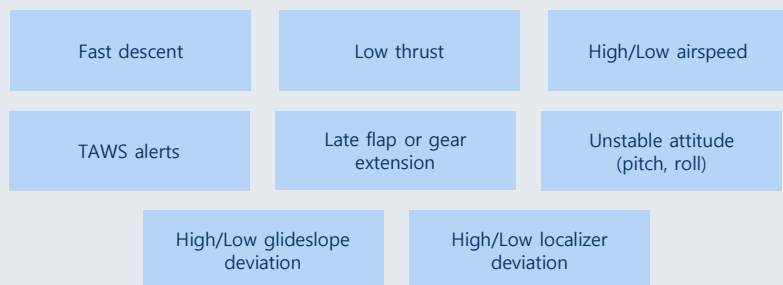 Fast descent
Low thrust
High/Low airspeed
TAWS alerts
Late flap or gear
extension
Unstable attitude
(pitch, roll)
High/Low glideslope
deviation
High/Low localizer
deviation